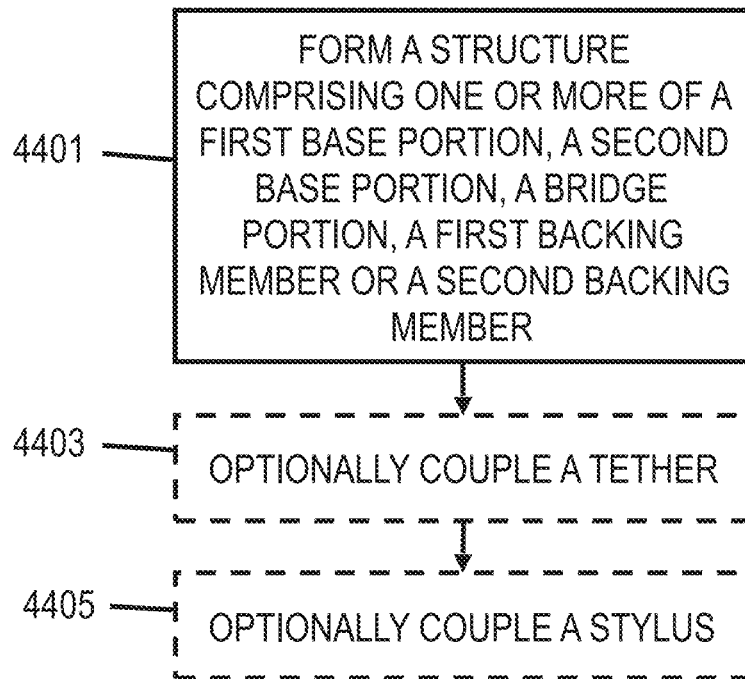 FORM A STRUCTURE
COMPRISING ONE OR MORE OF A
FIRST BASE PORTION, A SECOND
BASE PORTION, A BRIDGE
PORTION, A FIRST BACKING
MEMBER OR A SECOND BACKING
MEMBER
4401
4403
OPTIONALLY COUPLE A TETHER
4405
OPTIONALLY COUPLE A STYLUS